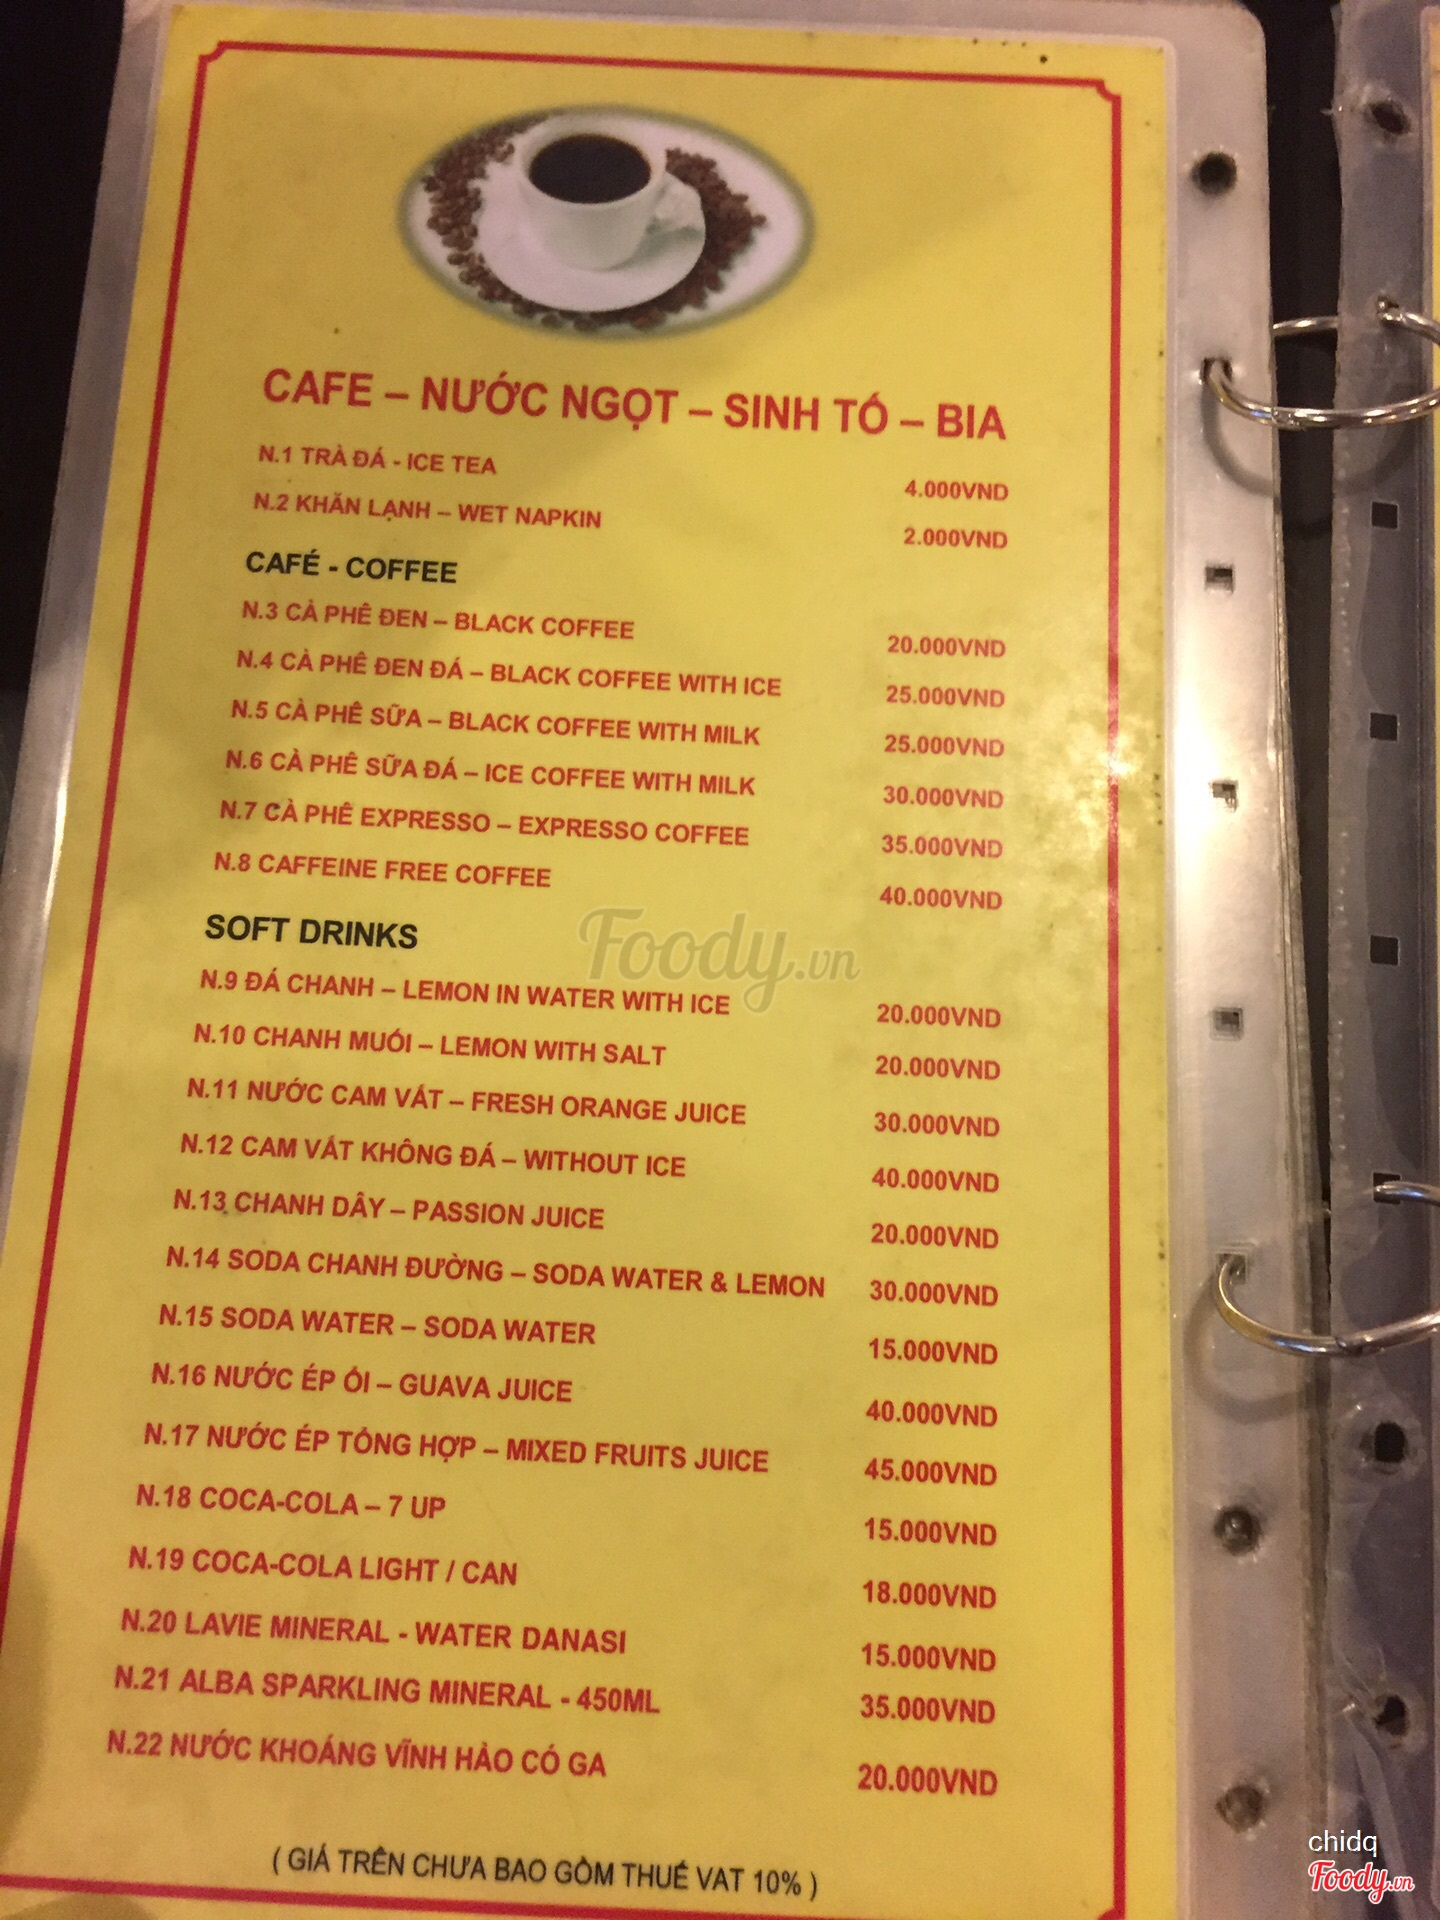 CAFE – NƯỚC NGỌT – SINH TỐ – BIA
N.1 TRÀ ĐÁ - ICE TEA 4.000VND
N.2 KHĂN LẠNH – WET NAPKIN 2.000VND
CAFÉ - COFFEE
N.3 CÀ PHÊ ĐEN – BLACK COFFEE 20.000VND
N.4 CÀ PHÊ ĐEN ĐÁ – BLACK COFFEE WITH ICE 25.000VND
N.5 CÀ PHÊ SỮA – BLACK COFFEE WITH MILK 25.000VND
N.6 CÀ PHÊ SỮA ĐÁ – ICE COFFEE WITH MILK 30.000VND
N.7 CÀ PHÊ EXPRESSO – EXPRESSO COFFEE 35.000VND
N.8 CAFFEINE FREE COFFEE 40.000VND
SOFT DRINKS
Foody.vn
N.9 ĐÁ CHANH – LEMON IN WATER WITH ICE 20.000VND
N.10 CHANH MUỐI – LEMON WITH SALT 20.000VND
N.11 NƯỚC CAM VẮT – FRESH ORANGE JUICE 30.000VND
N.12 CAM VẮT KHÔNG ĐÁ – WITHOUT ICE 40.000VND
N.13 CHANH DÂY – PASSION JUICE 20.000VND
N.14 SODA CHANH ĐƯỜNG – SODA WATER & LEMON 30.000VND
N.15 SODA WATER – SODA WATER 15.000VND
N.16 NƯỚC ÉP ỔI – GUAVA JUICE 40.000VND
N.17 NƯỚC ÉP TỔNG HỢP – MIXED FRUITS JUICE 45.000VND
N.18 COCA-COLA – 7 UP 15.000VND
N.19 COCA-COLA LIGHT / CAN 18.000VND
N.20 LAVIE MINERAL - WATER DANASI 15.000VND
N.21 ALBA SPARKLING MINERAL - 450ML 35.000VND
N.22 NƯỚC KHOÁNG VĨNH HẢO CÓ GA 20.000VND
( GIÁ TRÊN CHƯA BAO GỒM THUẾ VAT 10% )
chidq
Foody.vn